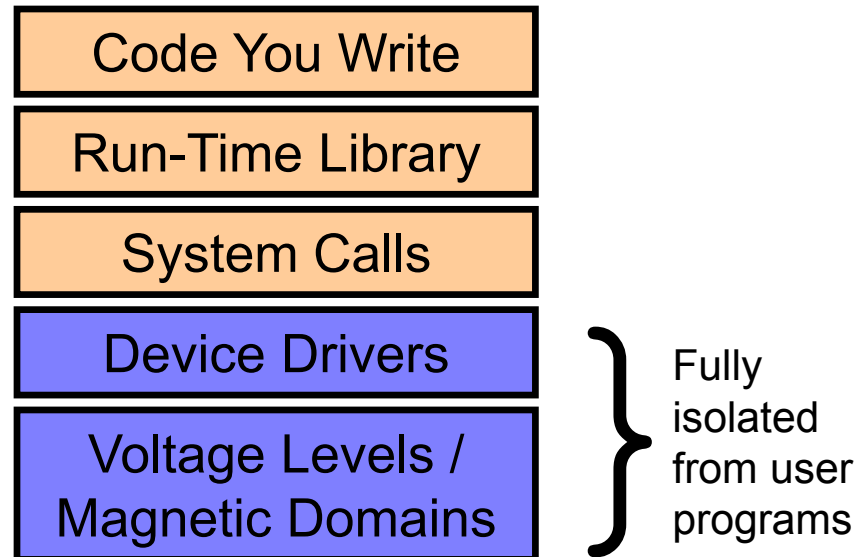 Code You Write
Run-Time Library
System Calls
Device Drivers
Voltage Levels /
Magnetic Domains
Fully
isolated
from user
programs